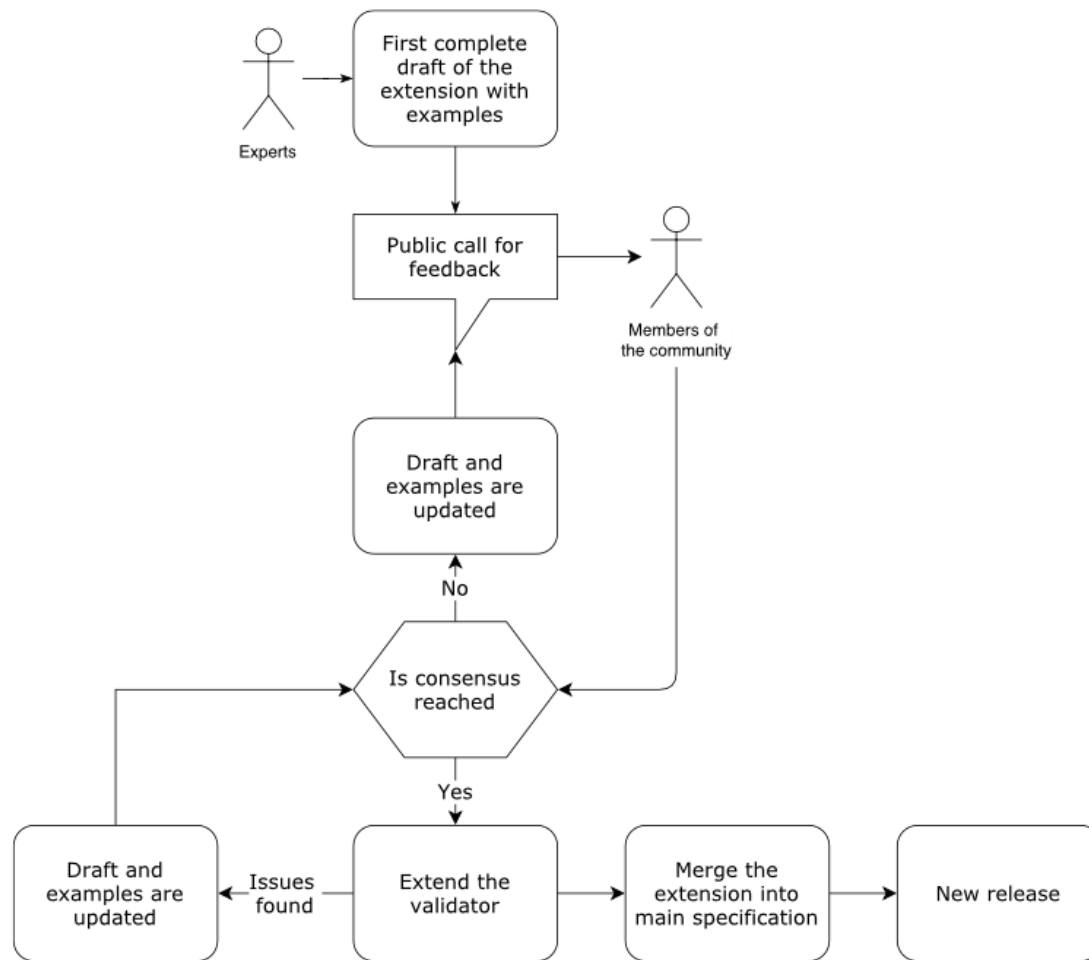 First complete
draft of the
extension with
examples
Experts
Public call for
feedback
Members of
the community
Draft and
examples are
updated
No
Is consensus
reached
Yes
Draft and
examples are
updated
Issues
found
Extend the
validator
Merge the
extension into
main specification
New release